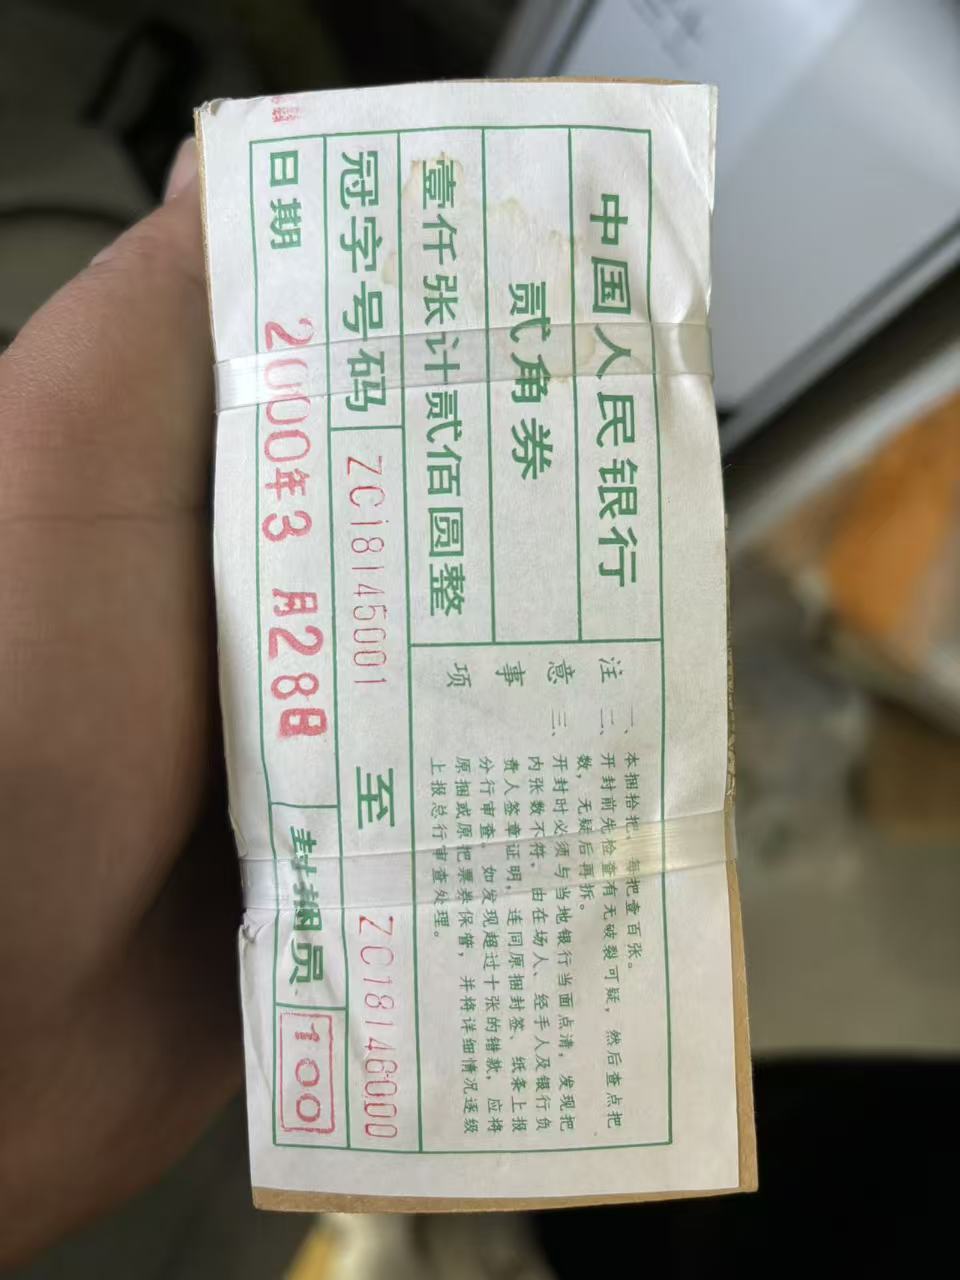 中国人民银行
贰角券
壹仟张计贰佰圆整
注意事项
一、本捆拾把，每把壹百张。
二、开封前先检查有无破裂可疑，然后查点把
数，无疑后再拆。
三、开封时必须与当地银行当面点清，发现把
内张数不符，由在场人、经手人及银行负
责人签章证明，连同原捆封签、纸条上报
分行审查。如发现超过十张的错款，应将
原捆或原把票券保管，并将详细情况逐级
上报总行审查处理。
冠字号码 ZC18145001 至 ZC18146000
日期 2000年3月28日 封捆员 100